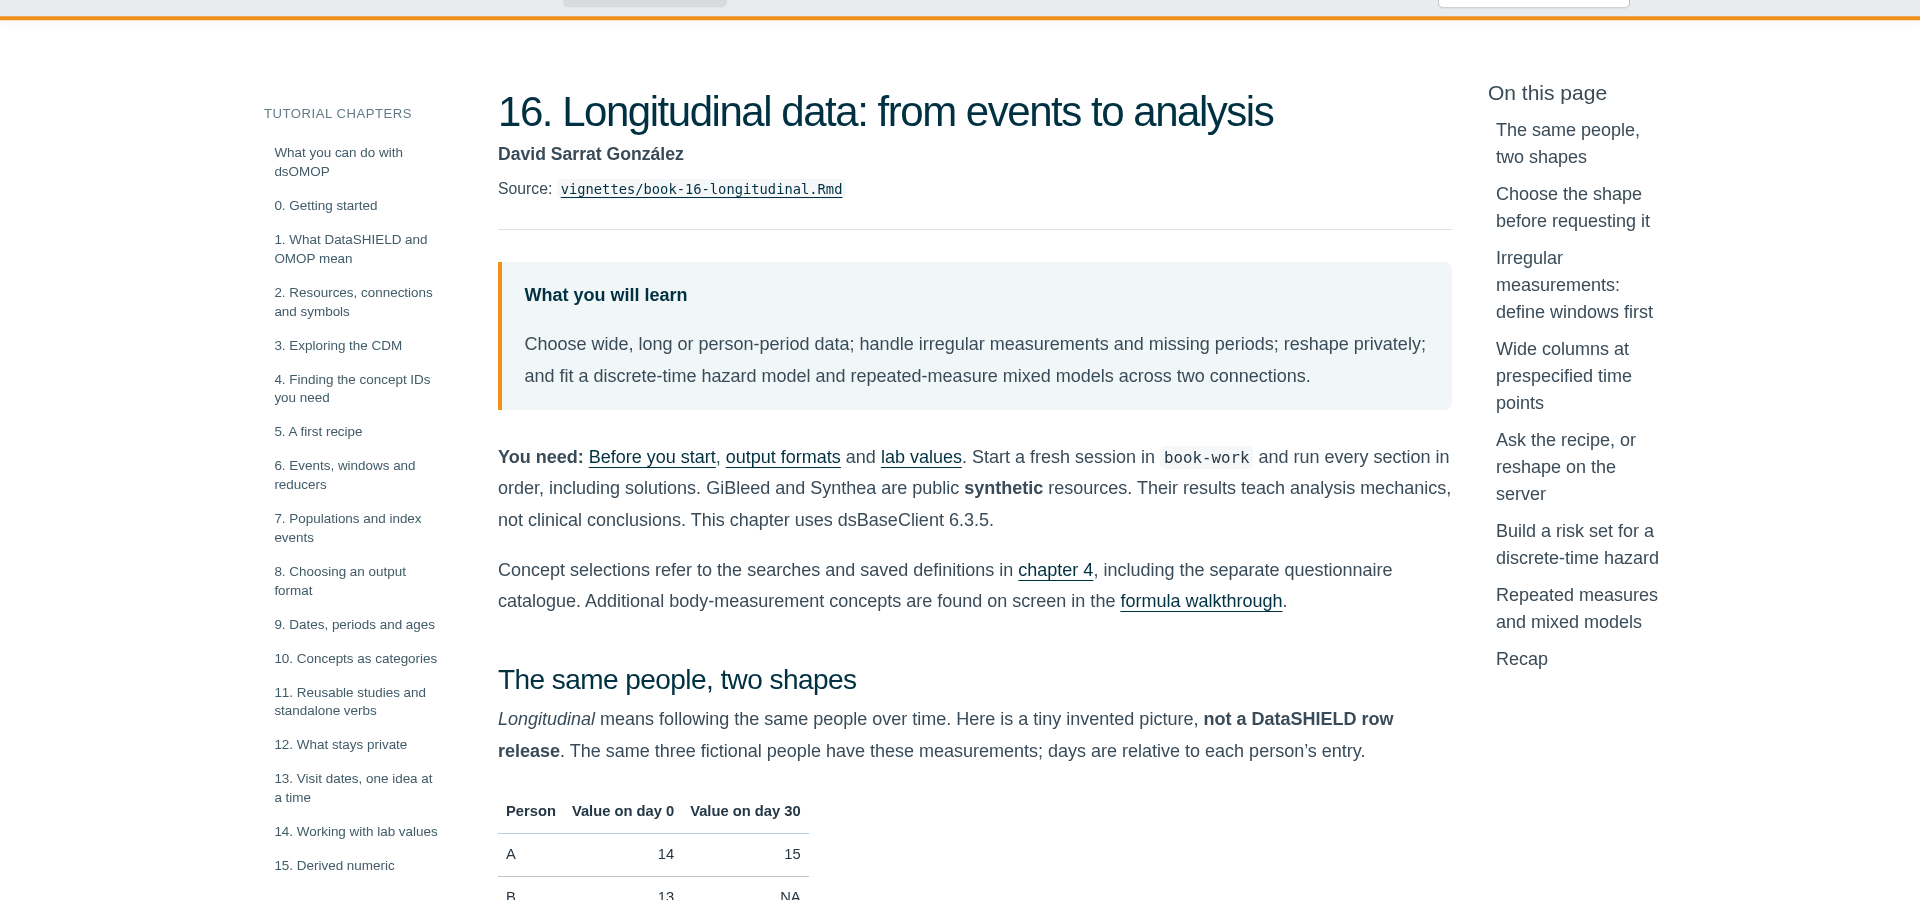 TUTORIAL CHAPTERS
What you can do with
dsOMOP
0. Getting started
1. What DataSHIELD and
OMOP mean
2. Resources, connections
and symbols
3. Exploring the CDM
4. Finding the concept IDs
you need
5. A first recipe
6. Events, windows and
reducers
7. Populations and index
events
8. Choosing an output
format
9. Dates, periods and ages
10. Concepts as categories
11. Reusable studies and
standalone verbs
12. What stays private
13. Visit dates, one idea at
a time
14. Working with lab values
15. Derived numeric
16. Longitudinal data: from events to analysis
David Sarrat González
Source: vignettes/book-16-longitudinal.Rmd
What you will learn
Choose wide, long or person-period data; handle irregular measurements and missing periods; reshape privately;
and fit a discrete-time hazard model and repeated-measure mixed models across two connections.
You need: Before you start, output formats and lab values. Start a fresh session in book-work and run every section in
order, including solutions. GiBleed and Synthea are public synthetic resources. Their results teach analysis mechanics,
not clinical conclusions. This chapter uses dsBaseClient 6.3.5.
Concept selections refer to the searches and saved definitions in chapter 4, including the separate questionnaire
catalogue. Additional body-measurement concepts are found on screen in the formula walkthrough.
The same people, two shapes
Longitudinal means following the same people over time. Here is a tiny invented picture, not a DataSHIELD row
release. The same three fictional people have these measurements; days are relative to each person’s entry.
Person Value on day 0 Value on day 30
A 14 15
B 13 NA
On this page
The same people,
two shapes
Choose the shape
before requesting it
Irregular
measurements:
define windows first
Wide columns at
prespecified time
points
Ask the recipe, or
reshape on the
server
Build a risk set for a
discrete-time hazard
Repeated measures
and mixed models
Recap